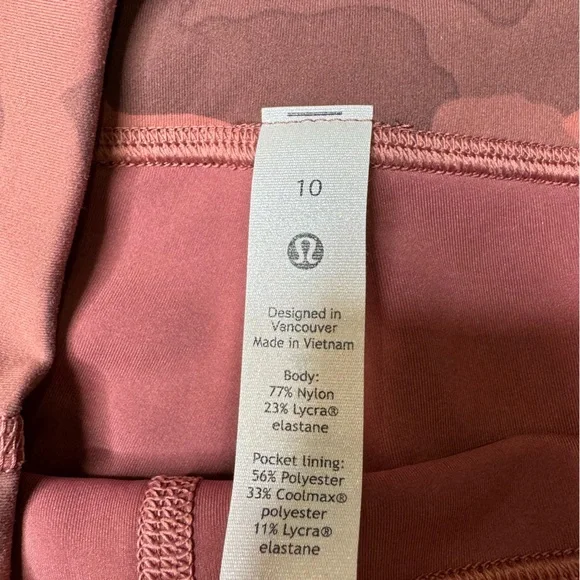 10
Designed in
Vancouver
Made in Vietnam
Body:
77% Nylon
23% Lycra®
elastane
Pocket lining:
56% Polyester
33% Coolmax®
polyester
11% Lycra®
elastane